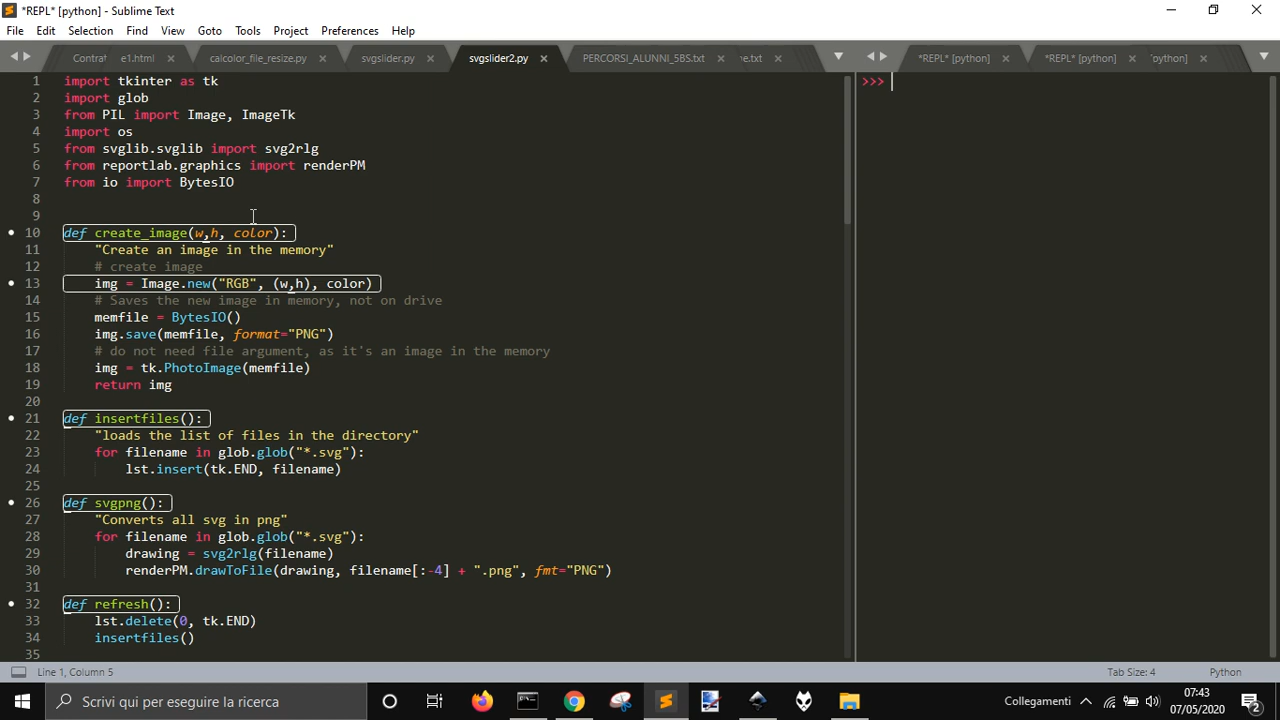 *REPL* [python] - Sublime Text
File Edit Selection Find View Goto Tools Project Preferences Help
Contrat e1.html calcolor_file_resize.py svgslider.py svgslider2.py PERCORSI_ALUNNI_5BS.txt ne.txt *REPL* [python] *REPL* [python] 'python]
1 import tkinter as tk
2 import glob
3 from PIL import Image, ImageTk
4 import os
5 from svglib.svglib import svg2rlg
6 from reportlab.graphics import renderPM
7 from io import BytesIO
8
9
10 def create_image(w,h, color):
11     "Create an image in the memory"
12     # create image
13     img = Image.new("RGB", (w,h), color)
14     # Saves the new image in memory, not on drive
15     memfile = BytesIO()
16     img.save(memfile, format="PNG")
17     # do not need file argument, as it's an image in the memory
18     img = tk.PhotoImage(memfile)
19     return img
20
21 def insertfiles():
22     "loads the list of files in the directory"
23     for filename in glob.glob("*.svg"):
24         lst.insert(tk.END, filename)
25
26 def svgpng():
27     "Converts all svg in png"
28     for filename in glob.glob("*.svg"):
29         drawing = svg2rlg(filename)
30         renderPM.drawToFile(drawing, filename[:-4] + ".png", fmt="PNG")
31
32 def refresh():
33     lst.delete(0, tk.END)
34     insertfiles()
35
>>>
Line 1, Column 5 Tab Size: 4 Python
Scrivi qui per eseguire la ricerca Collegamenti 07:43
07/05/2020 2